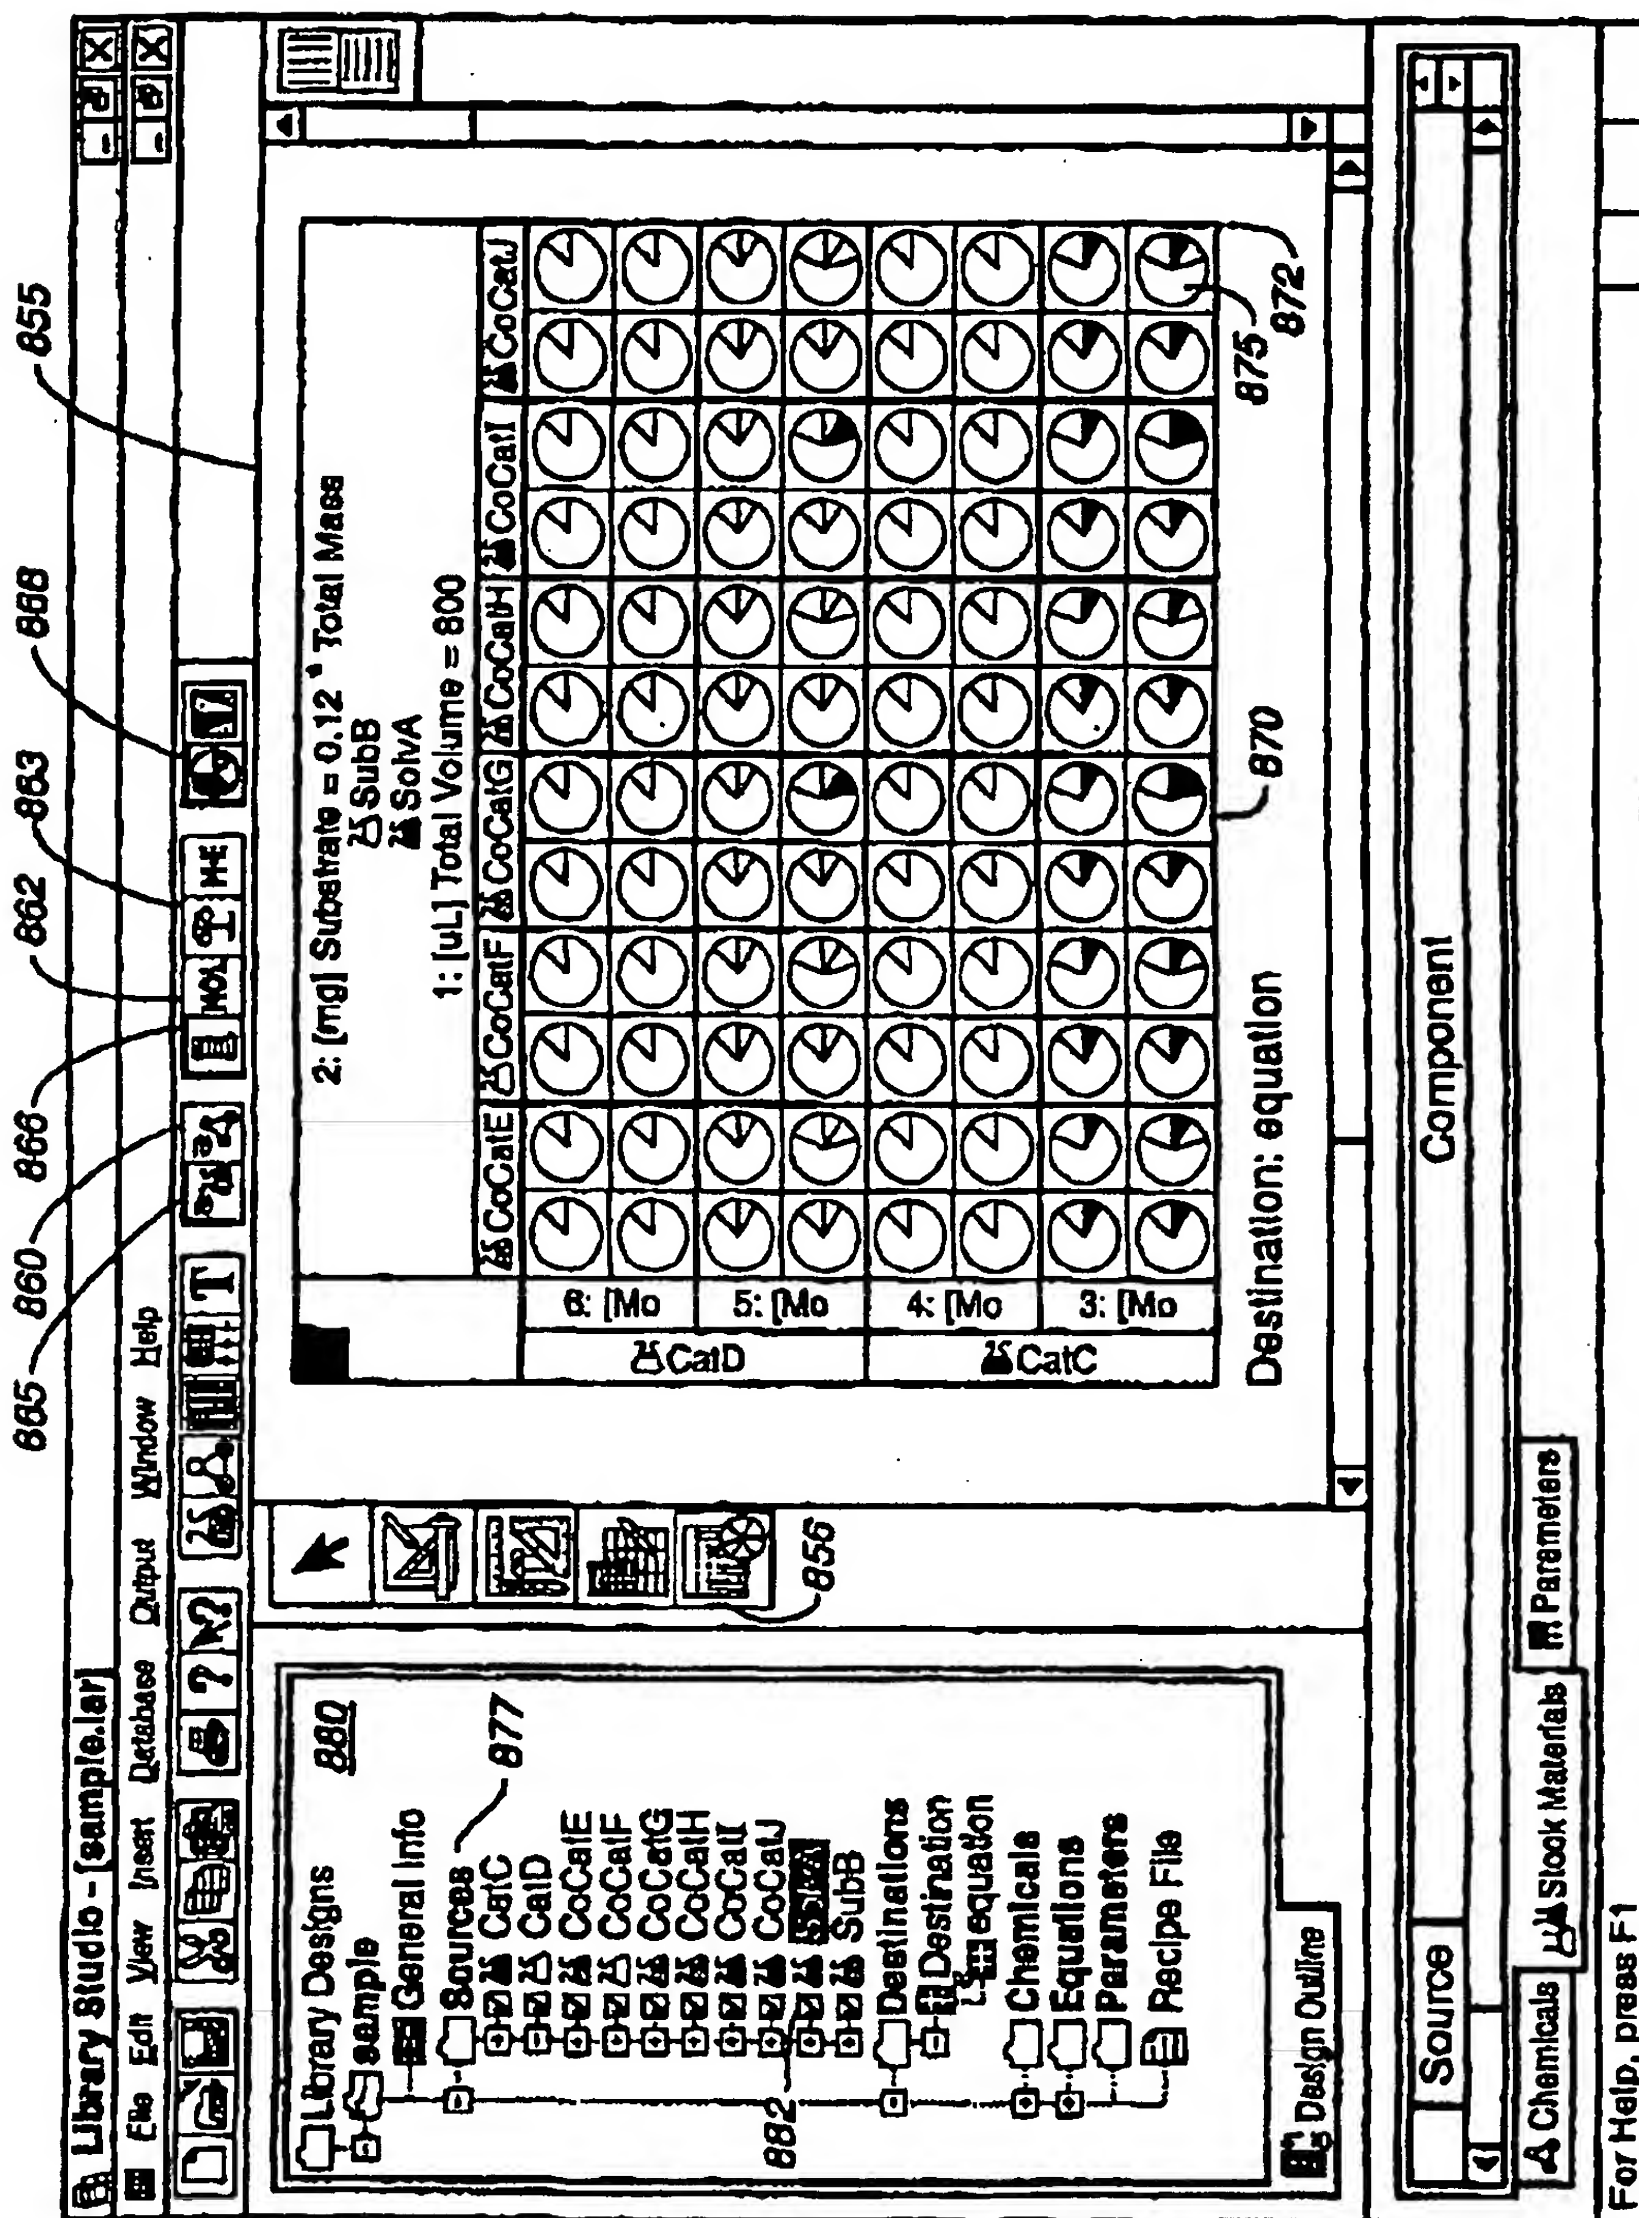 865 860 866 862 863 868
855
Library Studio - [sample.lar]
File Edit View Insert Database Output Window Help
T MOL M-E
Library Designs
880
sample
General Info
Sources
877
CatC
CatD
CoCatE
CoCatF
CoCatG
CoCatH
CoCatI
CoCatJ
SubB
882
Destinations
Destination
equation
Chemicals
Equations
Parameters
Recipe File
Design Outline
856
2: [mg] Substrate = 0.12 * Total Mass
SubB
SolvA
1: [uL] Total Volume = 800
CoCatE CoCatF CoCatG CoCatH CoCatI CoCatJ
CatD
6: [Mo
5: [Mo
CatC
4: [Mo
3: [Mo
870
875
872
Destination: equation
Source Component
Chemicals Stock Materials Parameters
For Help, press F1